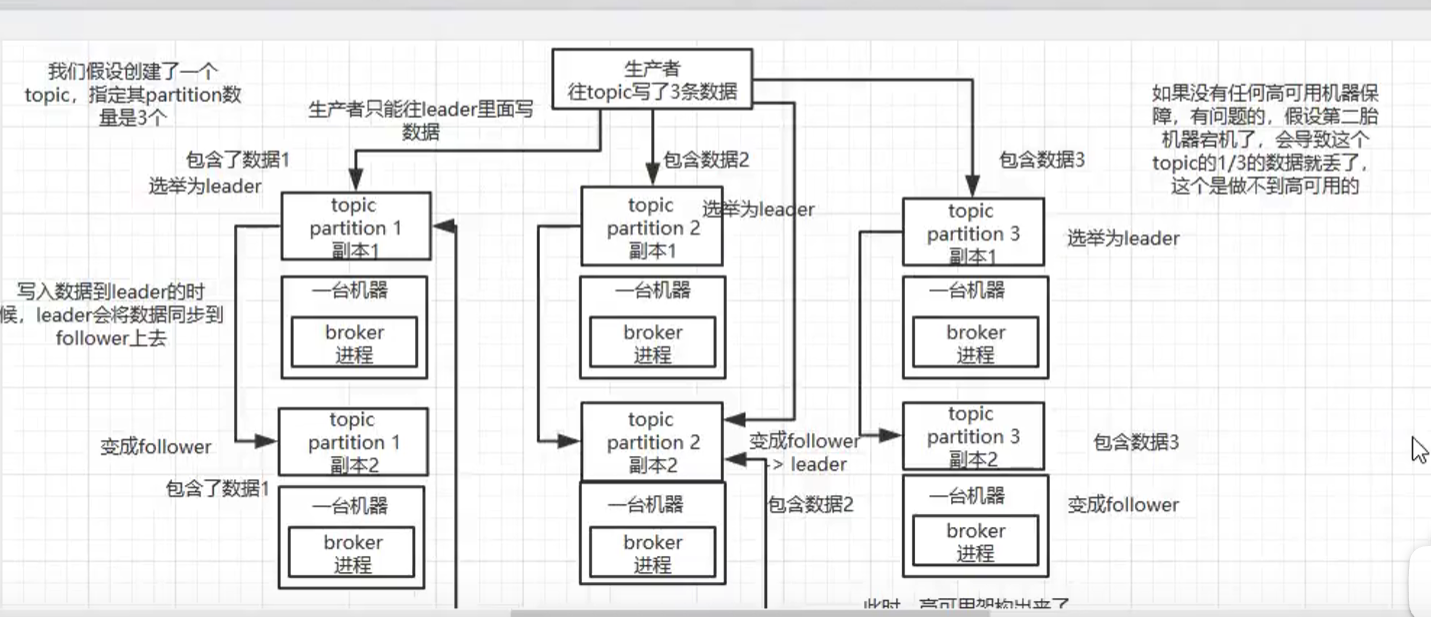 我们假设创建了一个
topic，指定其partition数
量是3个
生产者
往topic写了3条数据
生产者只能往leader里面写
数据
如果没有任何高可用机器保
障，有问题的，假设第二胎
机器宕机了，会导致这个
topic的1/3的数据就丢了，
这个是做不到高可用的
包含了数据1
选举为leader
包含数据2
包含数据3
topic
partition 1
副本1
topic
partition 2
副本1
选举为leader
topic
partition 3
副本1
选举为leader
写入数据到leader的时
候，leader会将数据同步到
follower上去
一台机器
broker
进程
一台机器
broker
进程
一台机器
broker
进程
变成follower
包含了数据1
topic
partition 1
副本2
topic
partition 2
副本2
变成follower
-> leader
包含数据2
topic
partition 3
副本2
包含数据3
变成follower
一台机器
broker
进程
一台机器
broker
进程
一台机器
broker
进程
此时，高可用架构出来了